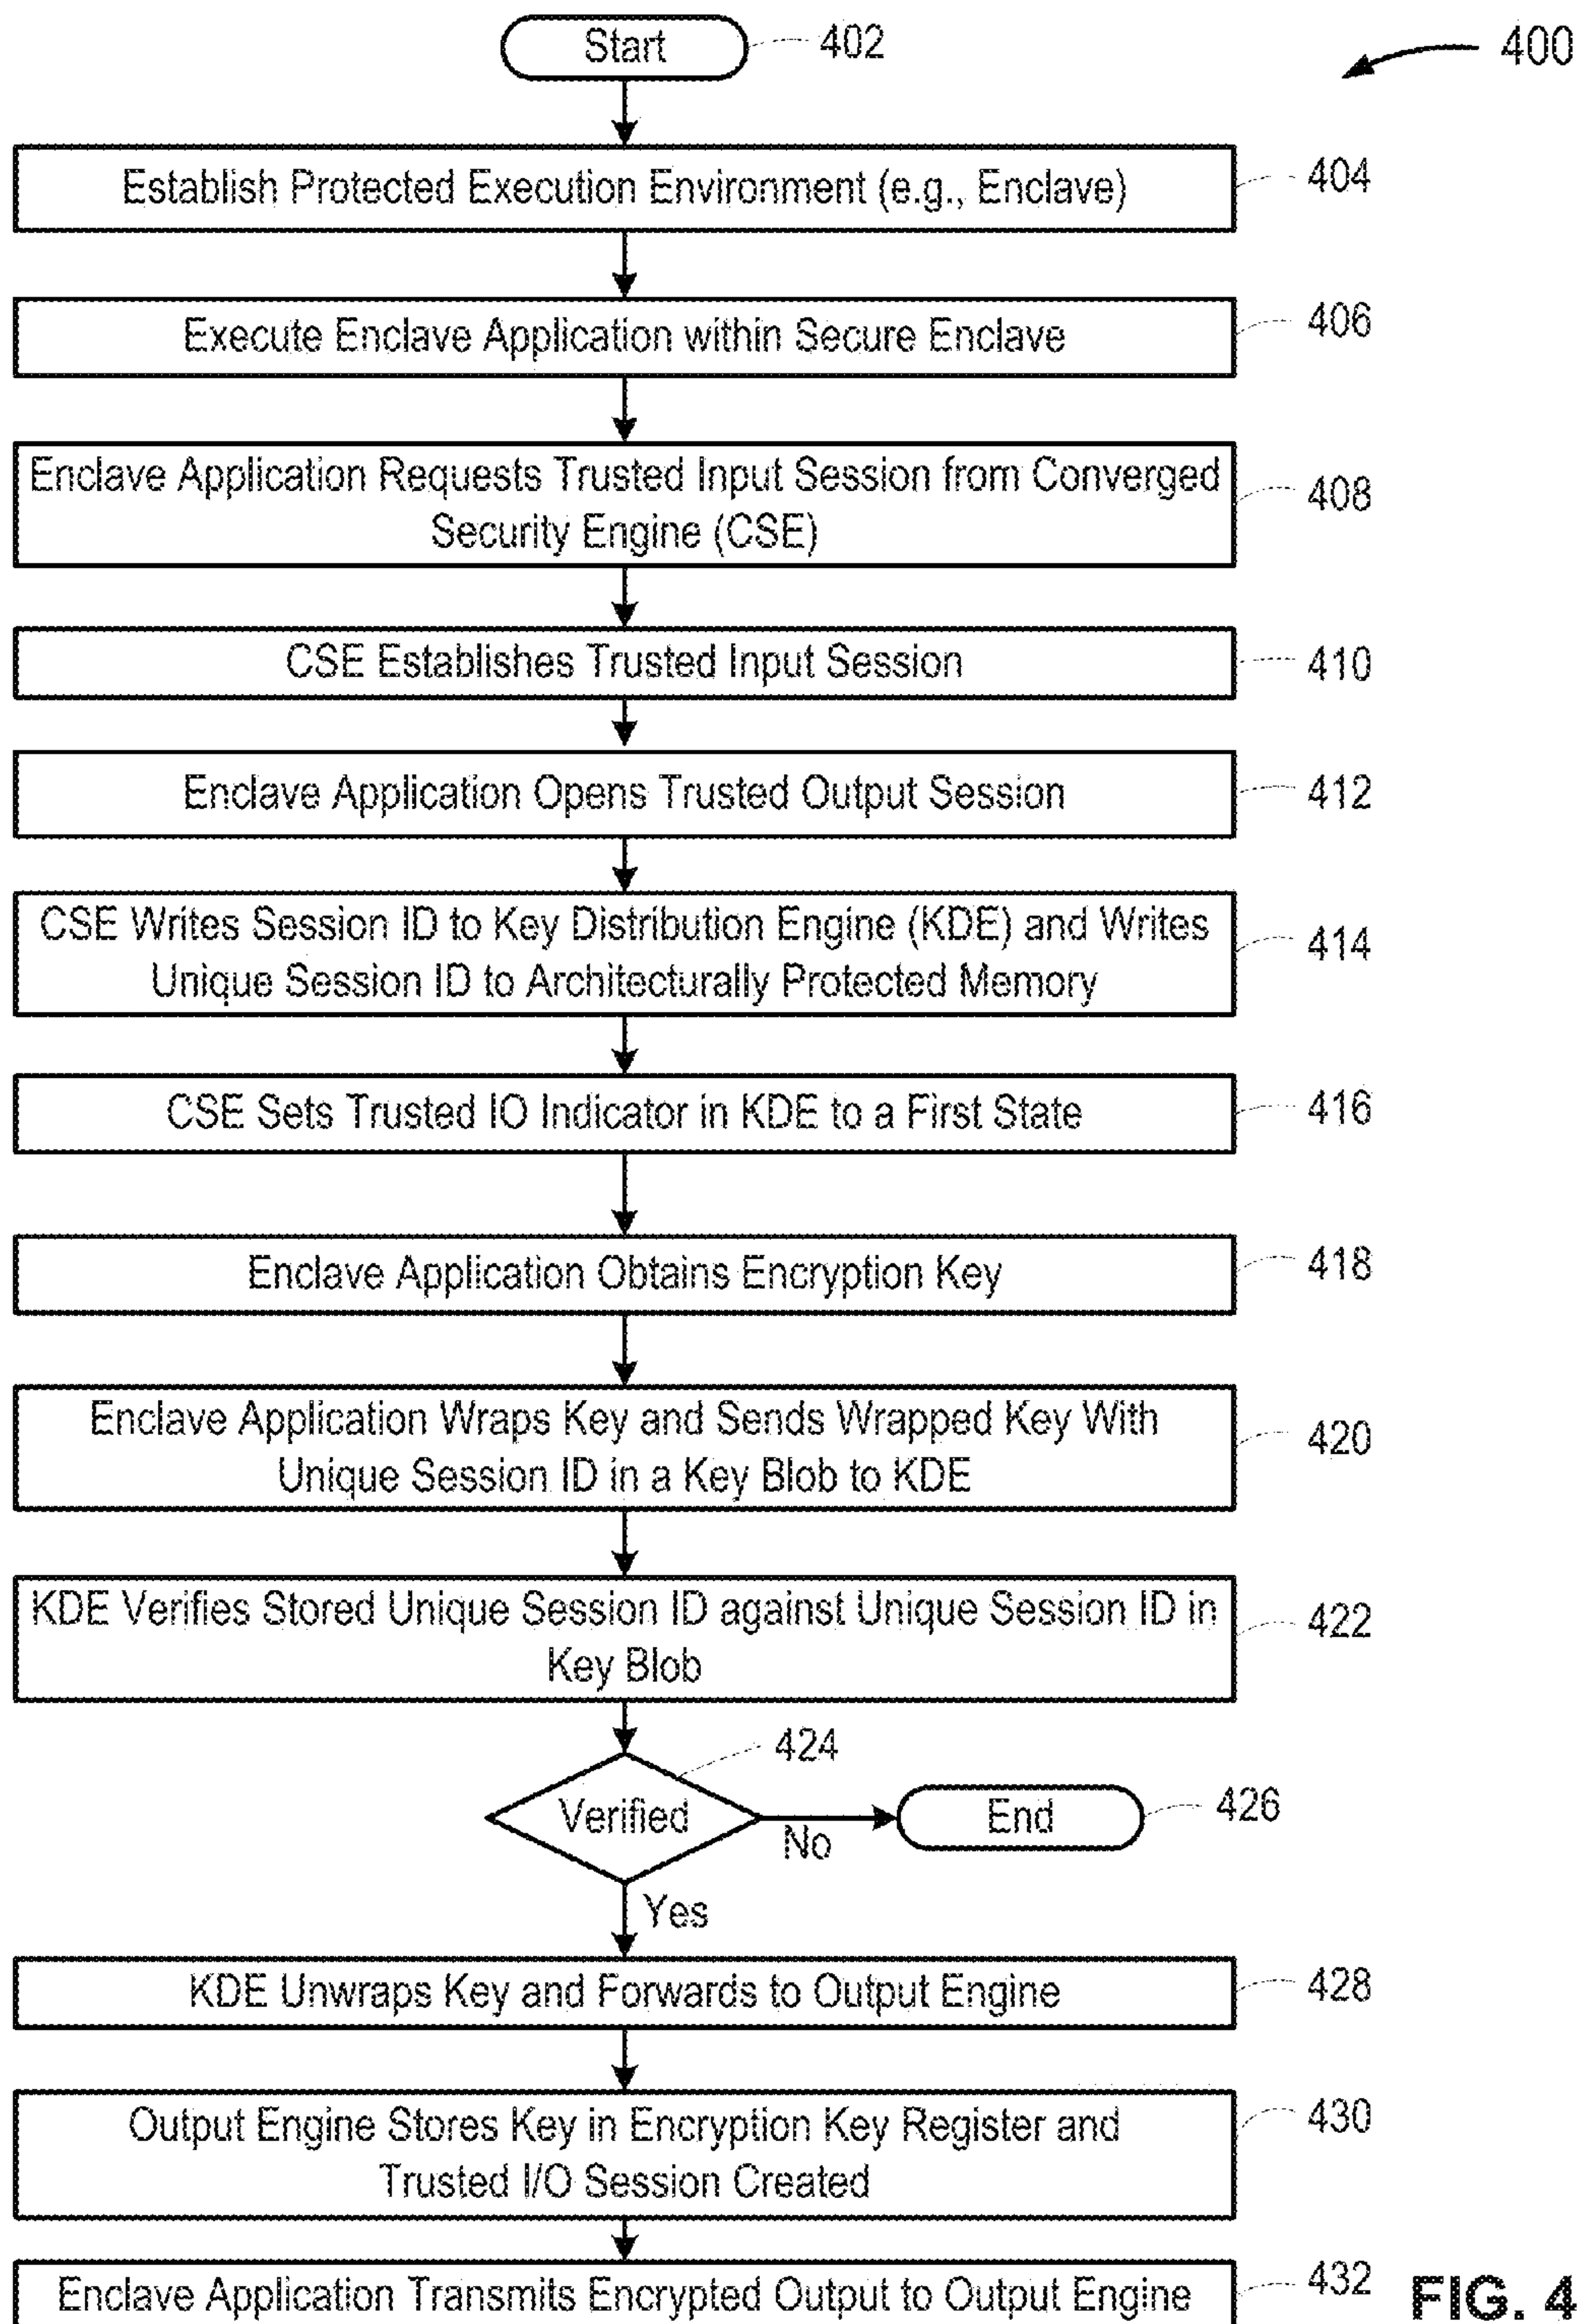 Start
402
400
Establish Protected Execution Environment (e.g., Enclave)
404
Execute Enclave Application within Secure Enclave
406
Enclave Application Requests Trusted Input Session from Converged
Security Engine (CSE)
408
CSE Establishes Trusted Input Session
410
Enclave Application Opens Trusted Output Session
412
CSE Writes Session ID to Key Distribution Engine (KDE) and Writes
Unique Session ID to Architecturally Protected Memory
414
CSE Sets Trusted IO Indicator in KDE to a First State
416
Enclave Application Obtains Encryption Key
418
Enclave Application Wraps Key and Sends Wrapped Key With
Unique Session ID in a Key Blob to KDE
420
KDE Verifies Stored Unique Session ID against Unique Session ID in
Key Blob
422
424
Verified
No
End
426
Yes
KDE Unwraps Key and Forwards to Output Engine
428
Output Engine Stores Key in Encryption Key Register and
Trusted I/O Session Created
430
Enclave Application Transmits Encrypted Output to Output Engine
432
FIG. 4